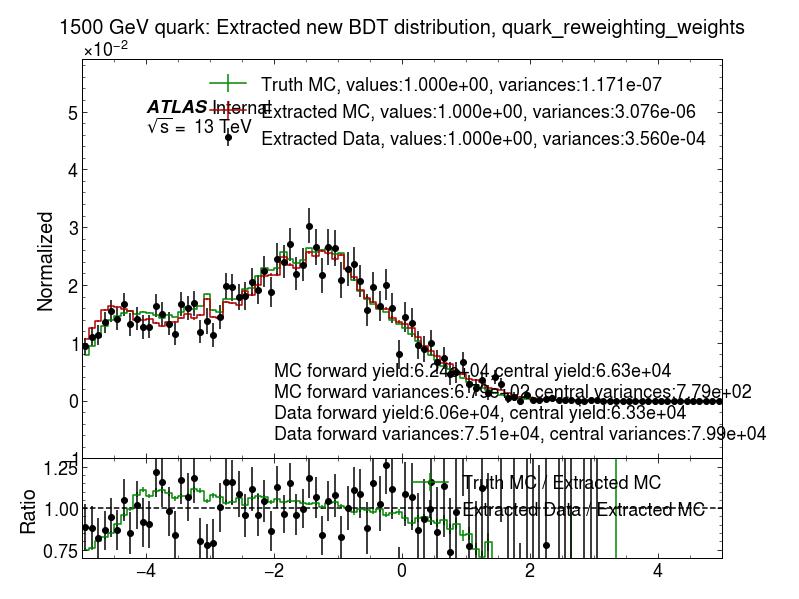 1500 GeV quark: Extracted new BDT distribution, quark_reweighting_weights
×10−2
Truth MC, values:1.000e+00, variances:1.171e-07
ATLAS Internal
Extracted MC, values:1.000e+00, variances:3.076e-06
√s = 13 TeV
Extracted Data, values:1.000e+00, variances:3.560e-04
5
4
3
2
1
0
Normalized
MC forward yield:6.24e+04 central yield:6.63e+04
MC forward variances: central variances:7.79e+02
Data forward yield:6.06e+04, central yield:6.33e+04
Data forward variances:7.51e+04, central variances:7.99e+04
1.25
1.00
0.75
Ratio
Truth MC / Extracted MC
Extracted Data / Extracted MC
−4 −2 0 2 4